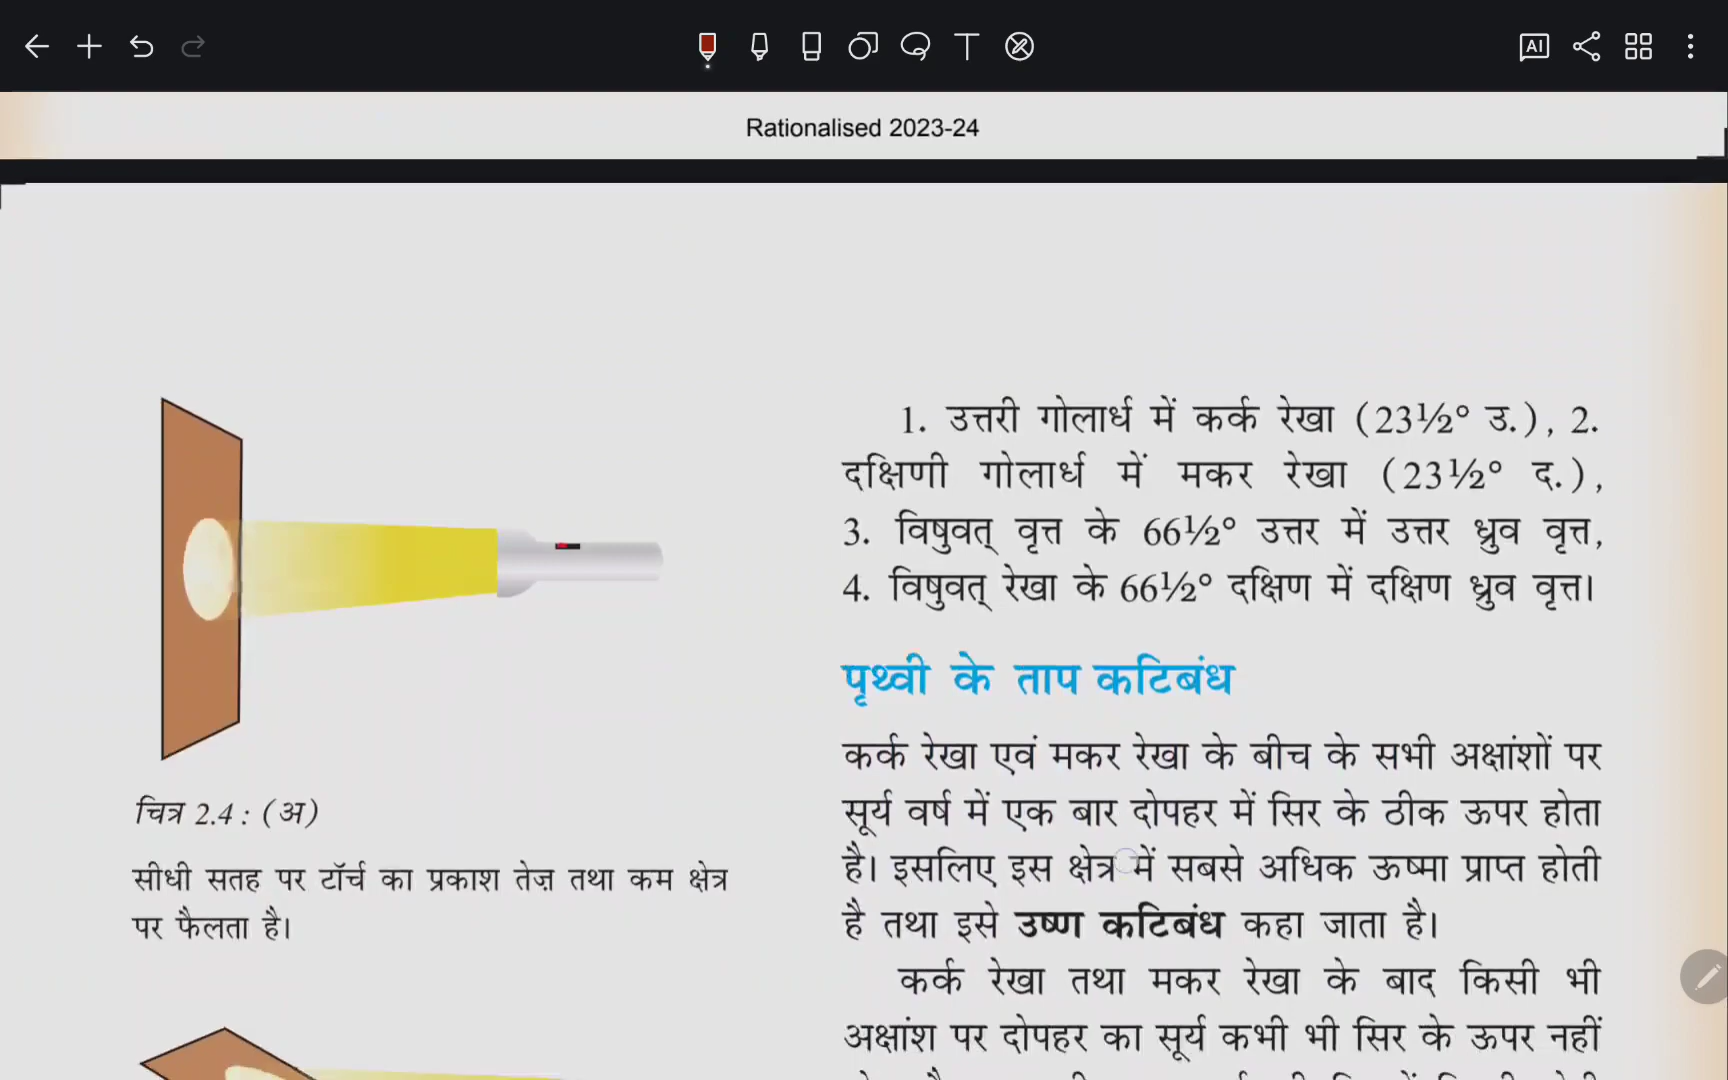 AI
Rationalised 2023-24
चित्र 2.4 : (अ)
सीधी सतह पर टॉर्च का प्रकाश तेज़ तथा कम क्षेत्र
पर फैलता है।
1. उत्तरी गोलार्ध में कर्क रेखा (23½° उ.), 2.
दक्षिणी गोलार्ध में मकर रेखा (23½° द.),
3. विषुवत् वृत्त के 66½° उत्तर में उत्तर ध्रुव वृत्त,
4. विषुवत् रेखा के 66½° दक्षिण में दक्षिण ध्रुव वृत्त।
पृथ्वी के ताप कटिबंध
कर्क रेखा एवं मकर रेखा के बीच के सभी अक्षांशों पर
सूर्य वर्ष में एक बार दोपहर में सिर के ठीक ऊपर होता
है। इसलिए इस क्षेत्र में सबसे अधिक ऊष्मा प्राप्त होती
है तथा इसे उष्ण कटिबंध कहा जाता है।
कर्क रेखा तथा मकर रेखा के बाद किसी भी
अक्षांश पर दोपहर का सूर्य कभी भी सिर के ऊपर नहीं